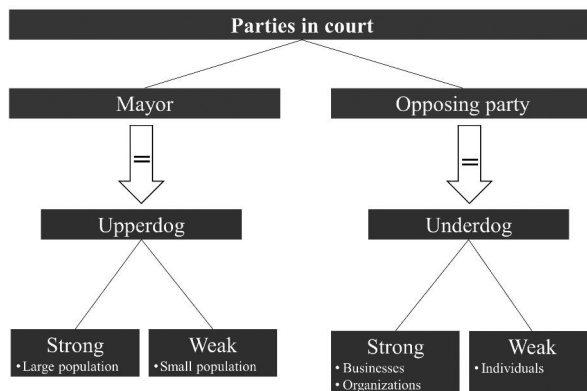 Parties in court
Mayor
Opposing party
=
=
Upperdog
Underdog
Strong
• Large population
Weak
• Small population
Strong
• Businesses
• Organizations
Weak
• Individuals